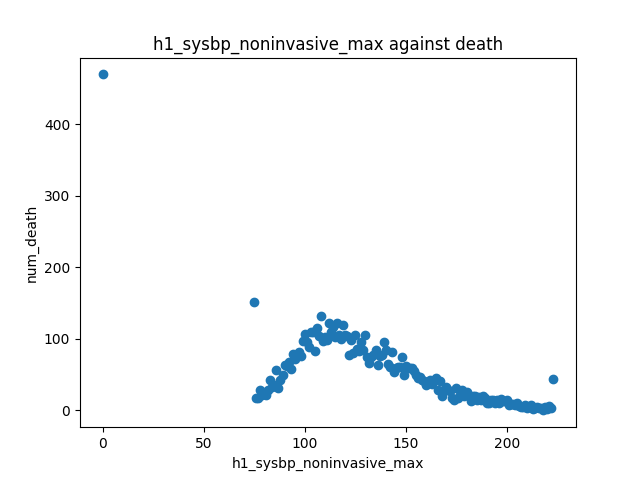 h1_sysbp_noninvasive_max against death
400
300
200
100
0
num_death
0 50 100 150 200
h1_sysbp_noninvasive_max